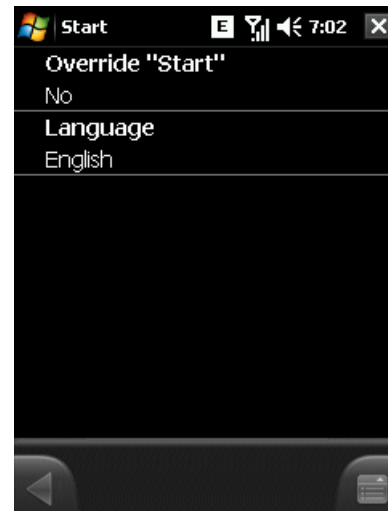 Start E 7:02
Override "Start"
No
Language
English